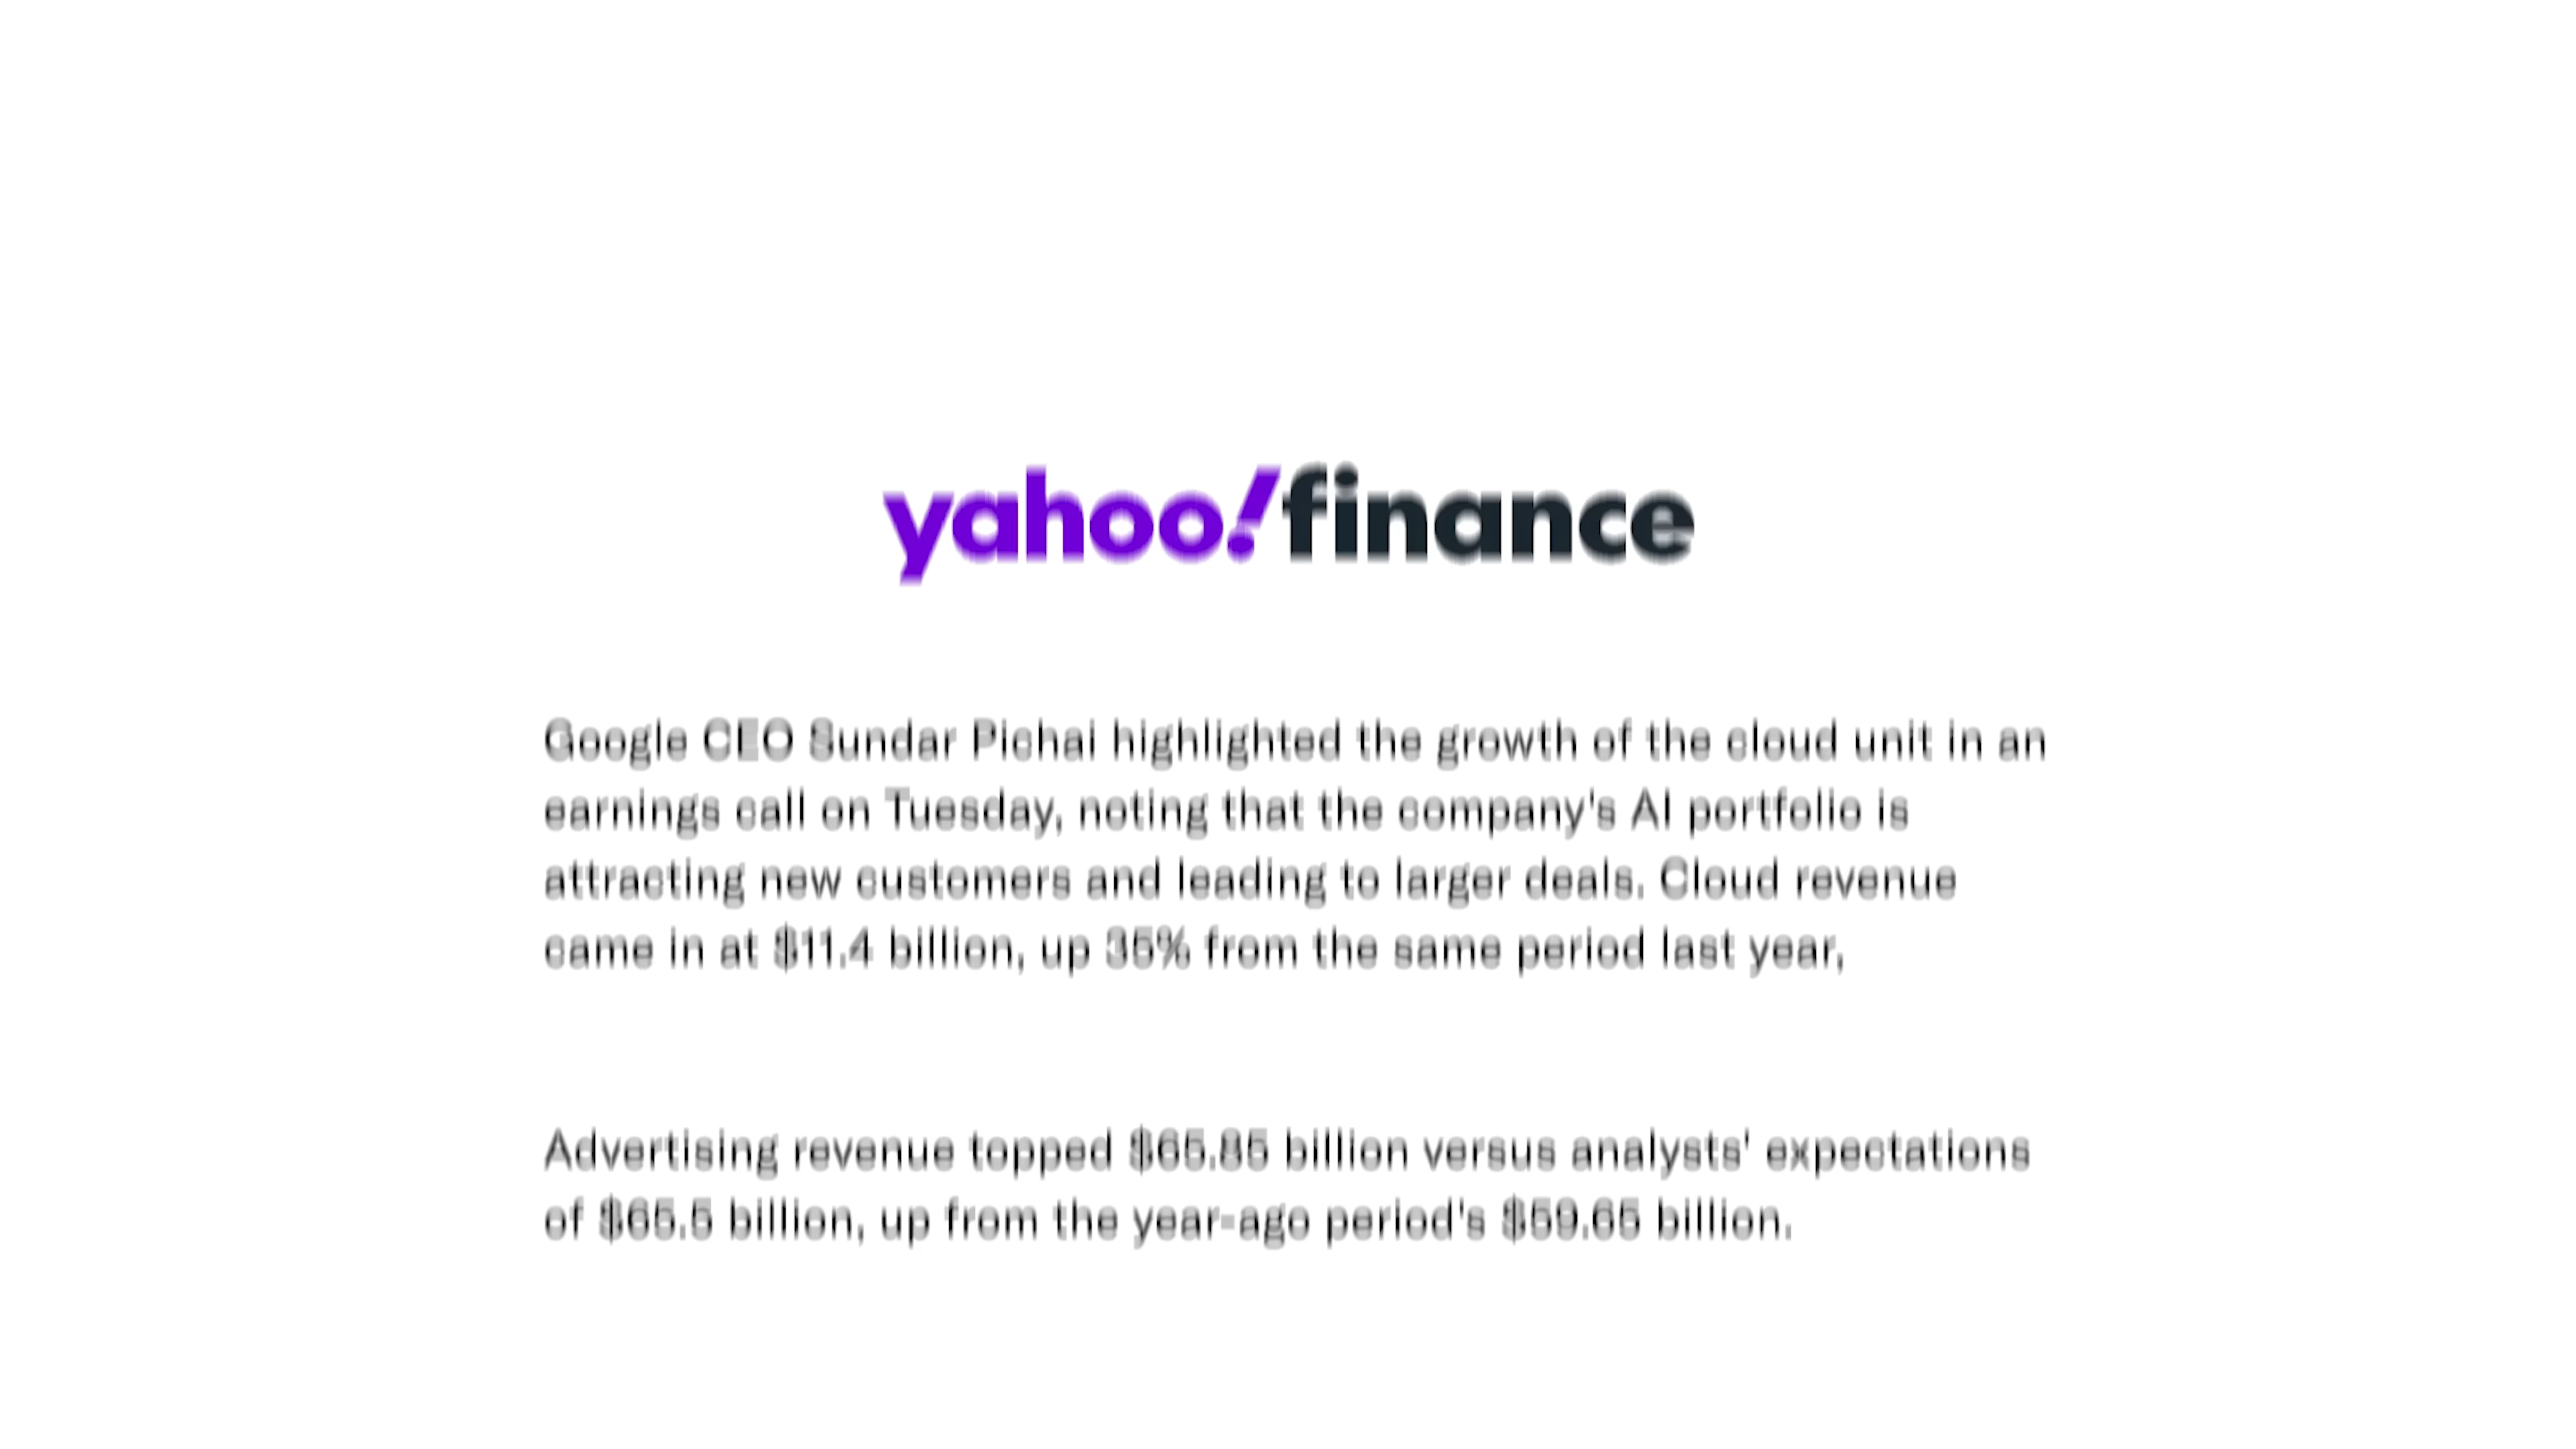 yahoo!finance
Google CEO Sundar Pichai highlighted the growth of the cloud unit in an
earnings call on Tuesday, noting that the company's AI portfolio is
attracting new customers and leading to larger deals. Cloud revenue
came in at $11.4 billion, up 35% from the same period last year,
Advertising revenue topped $65.85 billion versus analysts' expectations
of $65.5 billion, up from the year-ago period's $59.65 billion.